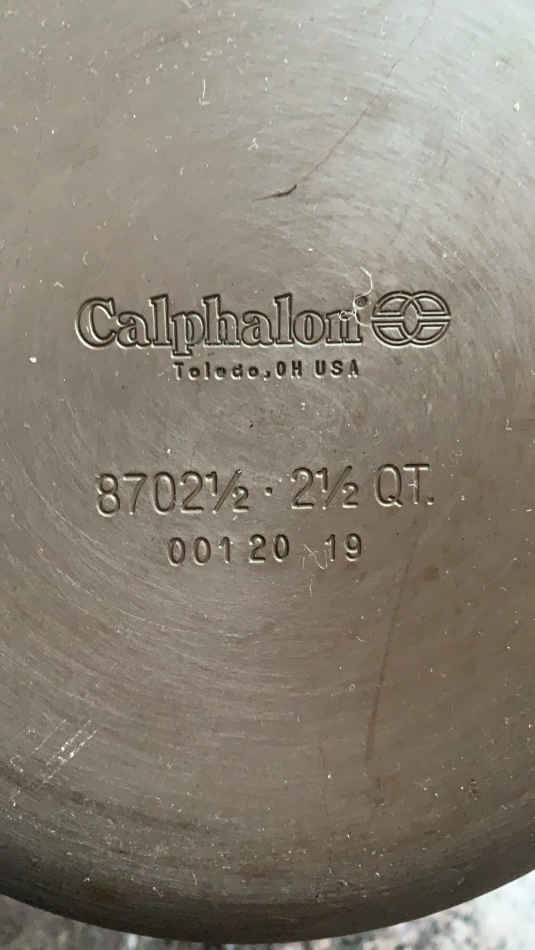 Calphalon®
Toledo, OH USA
8702½ · 2½ QT.
001 20 19